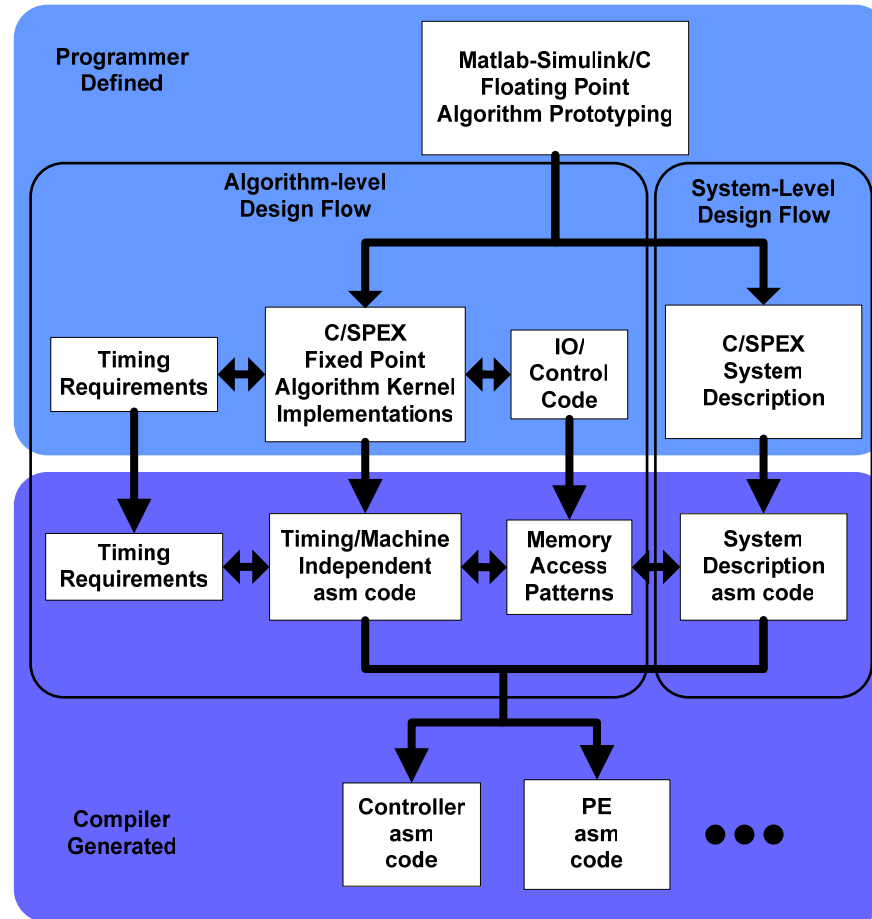 Programmer
Defined
Matlab-Simulink/C
Floating Point
Algorithm Prototyping
Algorithm-level
Design Flow
System-Level
Design Flow
Timing
Requirements
C/SPEX
Fixed Point
Algorithm Kernel
Implementations
IO/
Control
Code
C/SPEX
System
Description
Timing
Requirements
Timing/Machine
Independent
asm code
Memory
Access
Patterns
System
Description
asm code
Compiler
Generated
Controller
asm
code
PE
asm
code